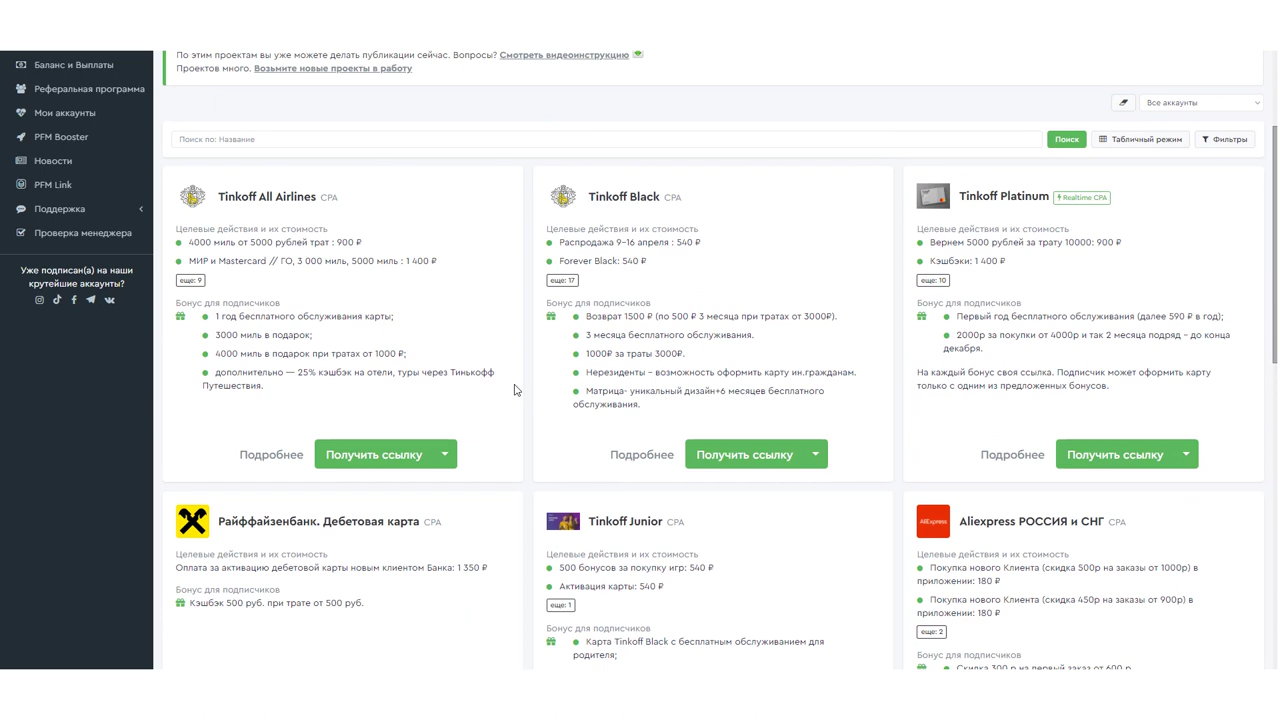 По этим проектам вы уже можете делать публикации сейчас. Вопросы? Смотреть видеоинструкцию
Проектов много. Возьмите новые проекты в работу
Баланс и Выплаты
Реферальная программа
Мои аккаунты
PFM Booster
Новости
PFM Link
Поддержка
Проверка менеджера
Уже подписан(а) на наши
крутейшие аккаунты?
Все аккаунты
Поиск по: Название
Поиск
Табличный режим
Фильтры
Tinkoff All Airlines CPA
Целевые действия и их стоимость
4000 миль от 5000 рублей трат : 900 ₽
МИР и Mastercard // ГО, 3 000 миль, 5000 миль : 1 400 ₽
еще: 9
Бонус для подписчиков
1 год бесплатного обслуживания карты;
3000 миль в подарок;
4000 миль в подарок при тратах от 1000 ₽;
дополнительно — 25% кэшбэк на отели, туры через Тинькофф
Путешествия.
Подробнее
Получить ссылку
Tinkoff Black CPA
Целевые действия и их стоимость
Распродажа 9-16 апреля : 540 ₽
Forever Black: 540 ₽
еще: 17
Бонус для подписчиков
Возврат 1500 ₽ (по 500 ₽ 3 месяца при тратах от 3000₽).
3 месяца бесплатного обслуживания.
1000₽ за траты 3000₽.
Нерезиденты – возможность оформить карту ин.гражданам.
Матрица- уникальный дизайн+6 месяцев бесплатного
обслуживания.
Подробнее
Получить ссылку
Tinkoff Platinum Realtime CPA
Целевые действия и их стоимость
Вернем 5000 рублей за трату 10000: 900 ₽
Кэшбэки: 1 400 ₽
еще: 10
Бонус для подписчиков
Первый год бесплатного обслуживания (далее 590 ₽ в год);
2000р за покупки от 4000р и так 2 месяца подряд – до конца
декабря.
На каждый бонус своя ссылка. Подписчик может оформить карту
только с одним из предложенных бонусов.
Подробнее
Получить ссылку
Райффайзенбанк. Дебетовая карта CPA
Целевые действия и их стоимость
Оплата за активацию дебетовой карты новым клиентом Банка: 1 350 ₽
Бонус для подписчиков
Кэшбэк 500 руб. при трате от 500 руб.
Tinkoff Junior CPA
Целевые действия и их стоимость
500 бонусов за покупку игр: 540 ₽
Активация карты: 540 ₽
еще: 1
Бонус для подписчиков
Карта Tinkoff Black с бесплатным обслуживанием для
родителя;
AliExpress
Aliexpress РОССИЯ и СНГ CPA
Целевые действия и их стоимость
Покупка нового Клиента (скидка 500р на заказы от 1000р) в
приложении: 180 ₽
Покупка нового Клиента (скидка 450р на заказы от 900р) в
приложении: 180 ₽
еще: 2
Бонус для подписчиков
Скидка 300 р на первый заказ от 600 р